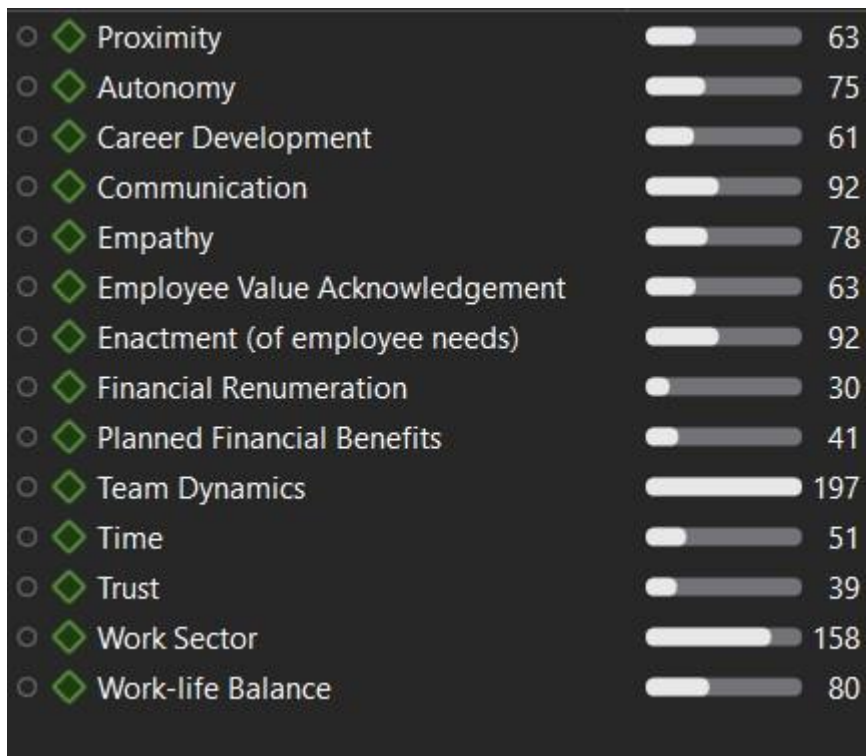 Proximity 63
Autonomy 75
Career Development 61
Communication 92
Empathy 78
Employee Value Acknowledgement 63
Enactment (of employee needs) 92
Financial Renumeration 30
Planned Financial Benefits 41
Team Dynamics 197
Time 51
Trust 39
Work Sector 158
Work-life Balance 80